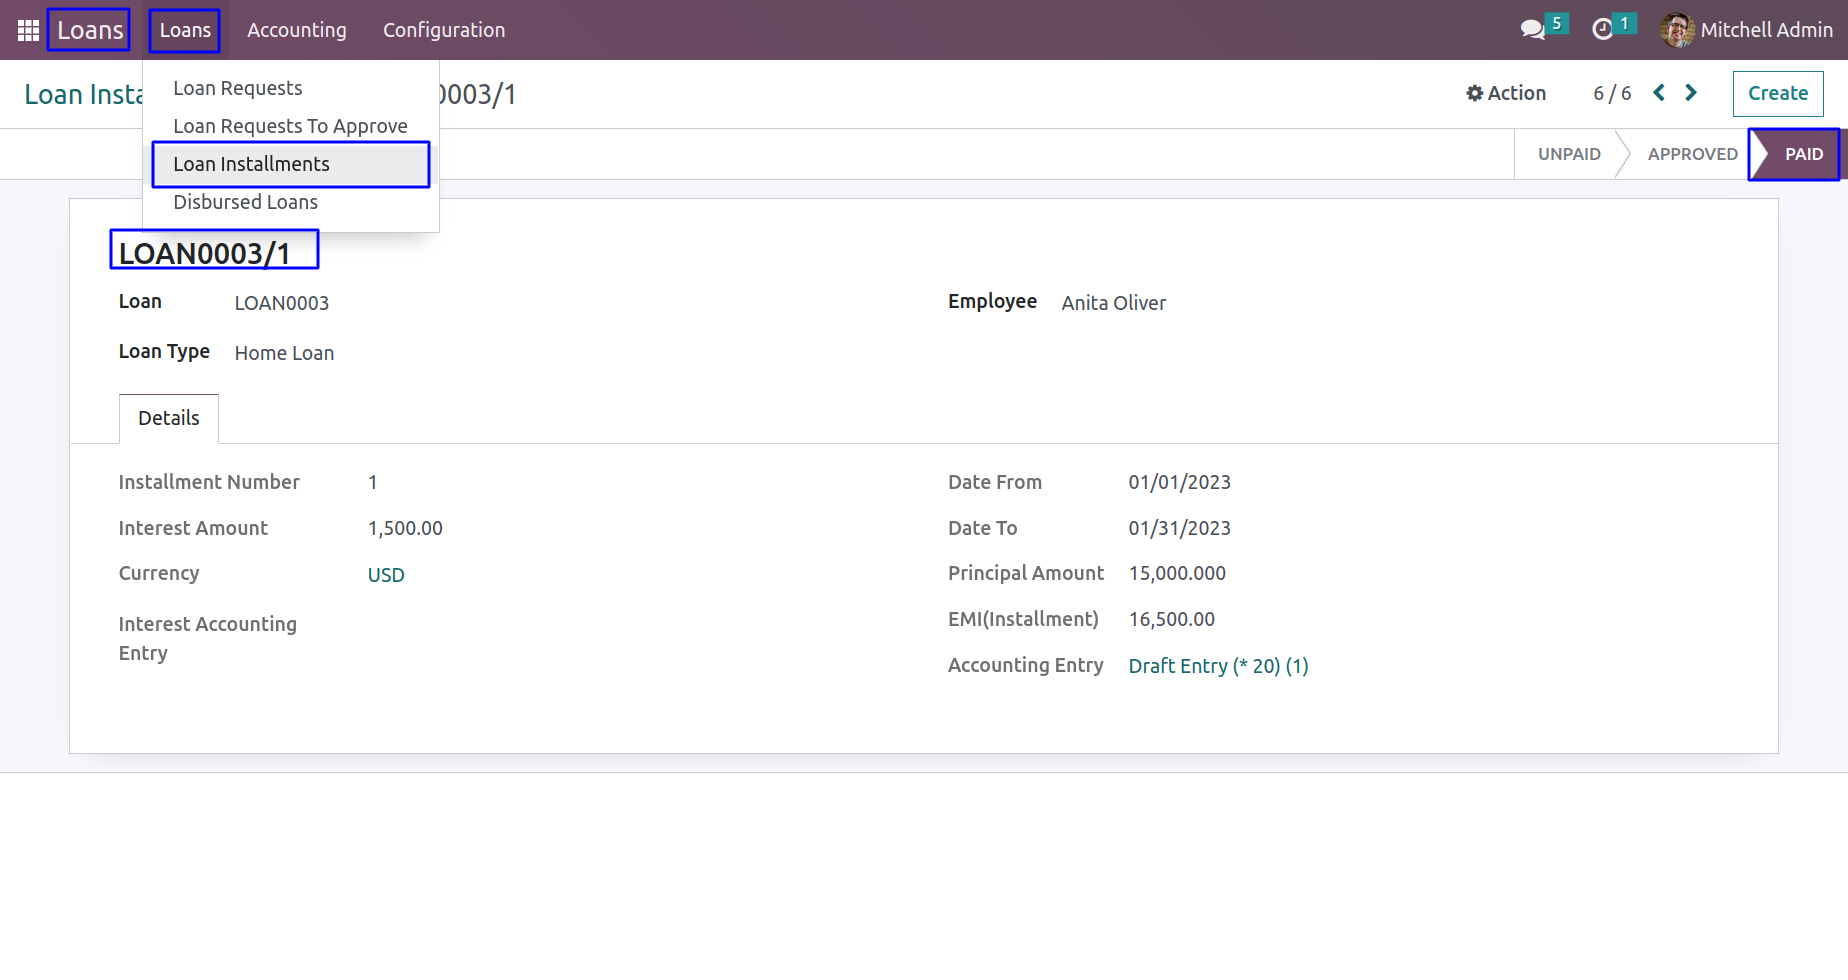 Loans Loans Accounting Configuration 5 1 Mitchell Admin
Loan Insta 0003/1 Action 6 / 6 Create
Loan Requests
Loan Requests To Approve
Loan Installments
Disbursed Loans
UNPAID APPROVED PAID
LOAN0003/1
Loan LOAN0003 Employee Anita Oliver
Loan Type Home Loan
Details
Installment Number 1 Date From 01/01/2023
Interest Amount 1,500.00 Date To 01/31/2023
Currency USD Principal Amount 15,000.000
Interest Accounting Entry EMI(Installment) 16,500.00
Accounting Entry Draft Entry (* 20) (1)